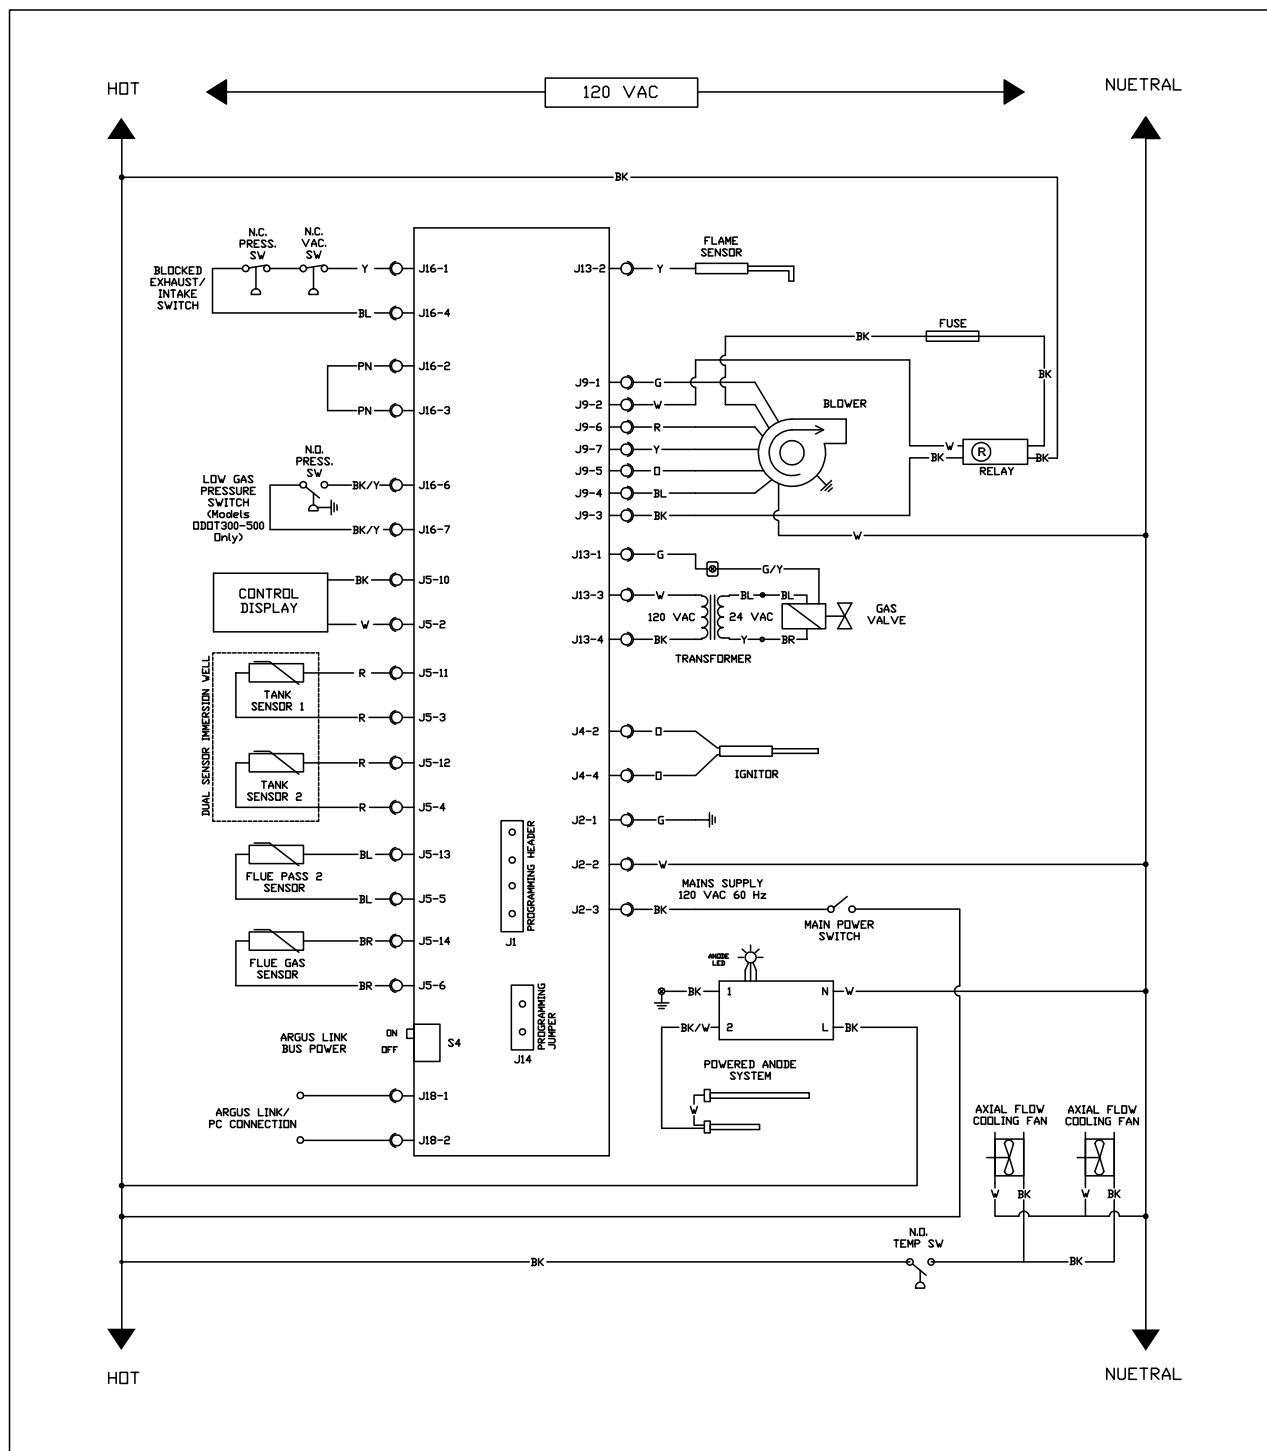 HOT
120 VAC
NUETRAL
BK
N.C.
PRESS.
SW
N.C.
VAC.
SW
BLOCKED
EXHAUST/
INTAKE
SWITCH
Y
J16-1
BL
J16-4
PN
J16-2
PN
J16-3
N.O.
PRESS.
SW
LOW GAS
PRESSURE
SWITCH
(Models
ODOT300-500
Only)
BK/Y
J16-6
BK/Y
J16-7
CONTROL
DISPLAY
BK
J5-10
W
J5-2
DUAL SENSOR IMMERSION WELL
TANK
SENSOR 1
R
J5-11
R
J5-3
TANK
SENSOR 2
R
J5-12
R
J5-4
FLUE PASS 2
SENSOR
BL
J5-13
BL
J5-5
FLUE GAS
SENSOR
BR
J5-14
BR
J5-6
ARGUS LINK
BUS POWER
ON
OFF
S4
ARGUS LINK/
PC CONNECTION
J18-1
J18-2
PROGRAMMING HEADER
J1
PROGRAMMING
JUMPER
J14
J13-2
Y
FLAME
SENSOR
BK
FUSE
BK
J9-1
G
J9-2
W
J9-6
R
J9-7
Y
J9-5
O
J9-4
BL
J9-3
BK
BLOWER
W
BK
R
RELAY
BK
W
J13-1
G
G/Y
J13-3
W
120 VAC
24 VAC
BL
BL
J13-4
BK
Y
BR
TRANSFORMER
GAS
VALVE
J4-2
O
J4-4
O
IGNITOR
J2-1
G
J2-2
W
MAINS SUPPLY
120 VAC 60 Hz
J2-3
BK
MAIN POWER
SWITCH
ANODE
LED
BK
1
N
W
BK/W
2
L
BK
POWERED ANODE
SYSTEM
W
AXIAL FLOW
COOLING FAN
AXIAL FLOW
COOLING FAN
W
BK
W
BK
N.O.
TEMP SW
BK
BK
HOT
NUETRAL